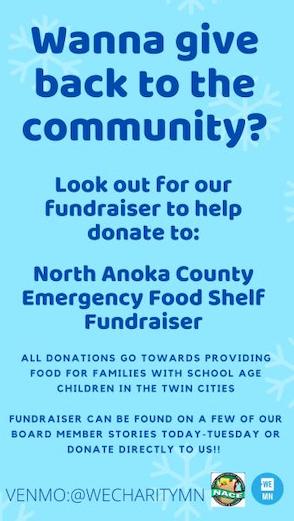 Wanna give
back to the
community?
Look out for our
fundraiser to help
donate to:
North Anoka County
Emergency Food Shelf
Fundraiser
ALL DONATIONS GO TOWARDS PROVIDING
FOOD FOR FAMILIES WITH SCHOOL AGE
CHILDREN IN THE TWIN CITIES
FUNDRAISER CAN BE FOUND ON A FEW OF OUR
BOARD MEMBER STORIES TODAY-TUESDAY OR
DONATE DIRECTLY TO US!!
VENMO:@WECHARITYMN
NACE
WE
MN